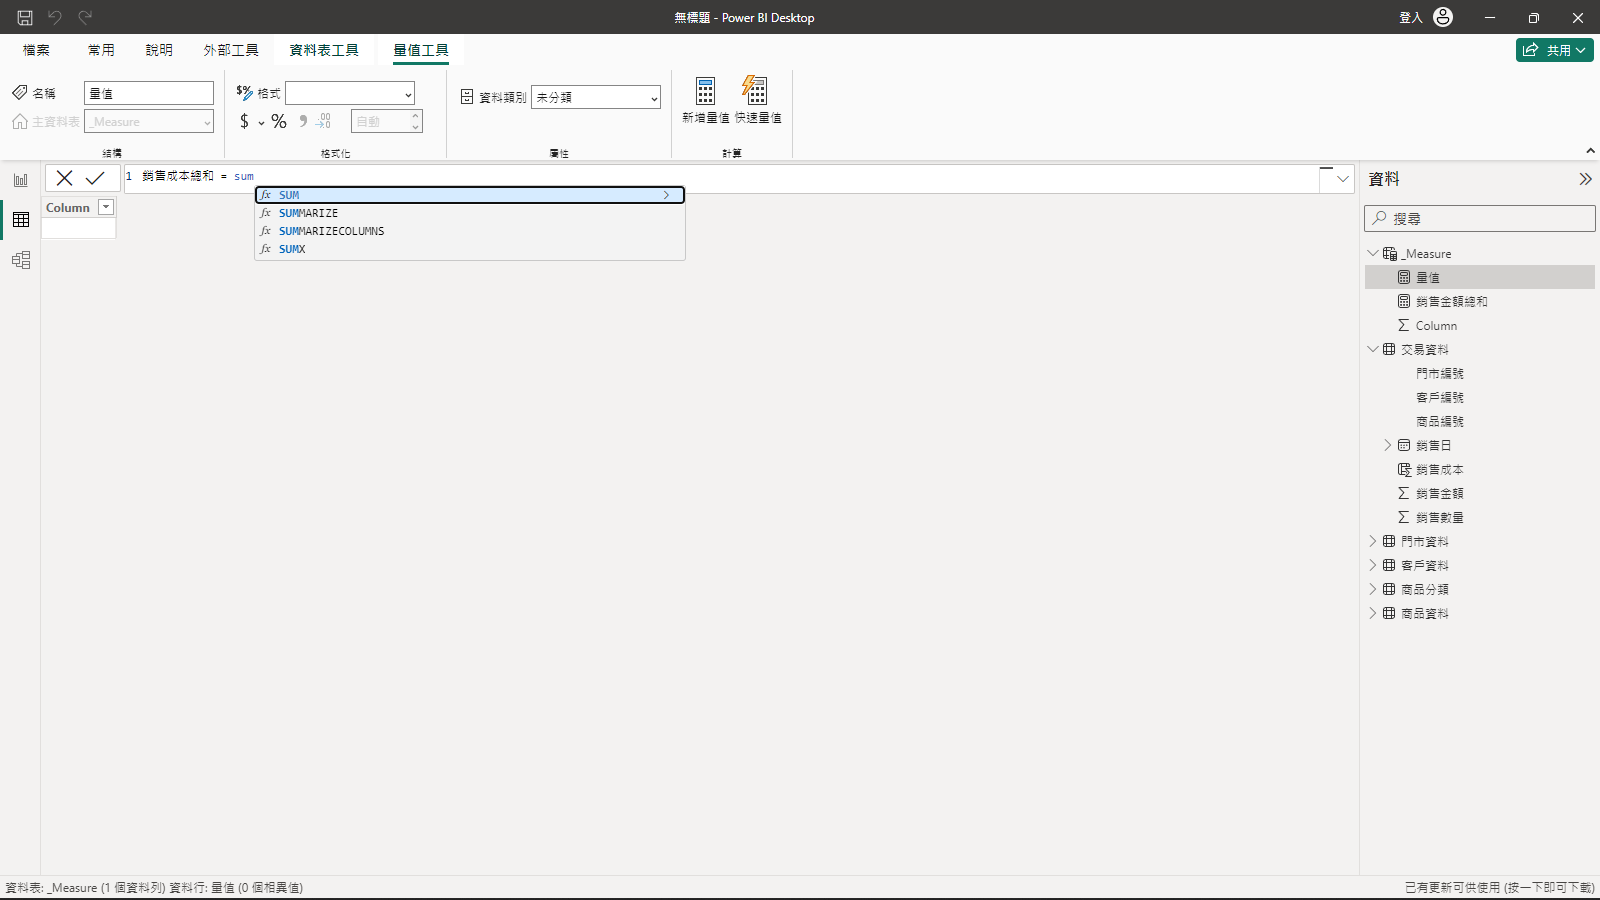 無標題 - Power BI Desktop
登入
檔案 常用 說明 外部工具 資料表工具 量值工具
共用
名稱 量值
主資料表 _Measure
結構
$% 格式
$ % 9 .00 自動
格式化
資料類別 未分類
屬性
新增量值 快速量值
計算
1 銷售成本總和 = sum
fx SUM
fx SUMMARIZE
fx SUMMARIZECOLUMNS
fx SUMX
Column
資料
搜尋
_Measure
量值
銷售金額總和
Column
交易資料
門市編號
客戶編號
商品編號
銷售日
銷售成本
銷售金額
銷售數量
門市資料
客戶資料
商品分類
商品資料
資料表: _Measure (1 個資料列) 資料行: 量值 (0 個相異值)
已有更新可供使用 (按一下即可下載)